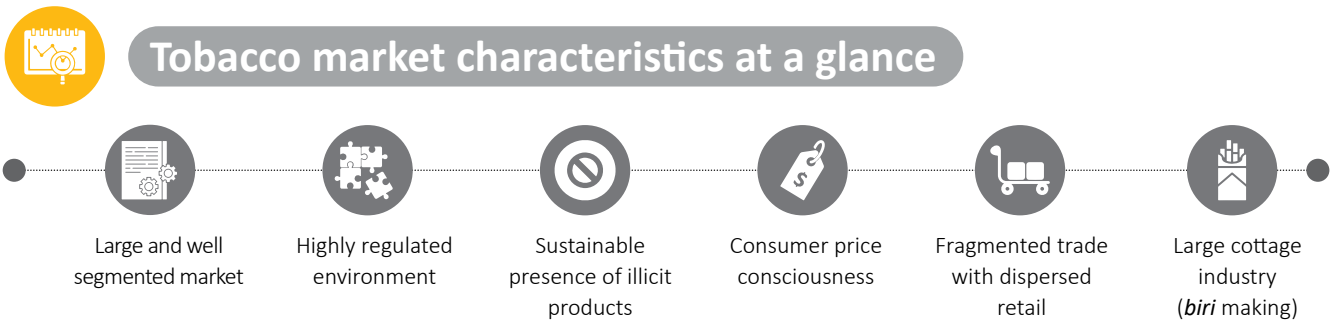 Tobacco market characteristics at a glance
Large and well
segmented market
Highly regulated
environment
Sustainable
presence of illicit
products
Consumer price
consciousness
Fragmented trade
with dispersed
retail
Large cottage
industry
(biri making)
$